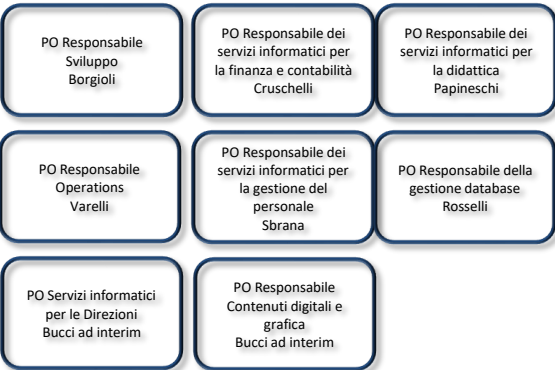 PO Responsabile
Sviluppo
Borgioli
PO Responsabile dei
servizi informatici per
la finanza e contabilità
Cruschelli
PO Responsabile dei
servizi informatici per
la didattica
Papineschi
PO Responsabile
Operations
Varelli
PO Responsabile dei
servizi informatici per
la gestione del
personale
Sbrana
PO Responsabile della
gestione database
Rosselli
PO Servizi informatici
per le Direzioni
Bucci ad interim
PO Responsabile
Contenuti digitali e
grafica
Bucci ad interim